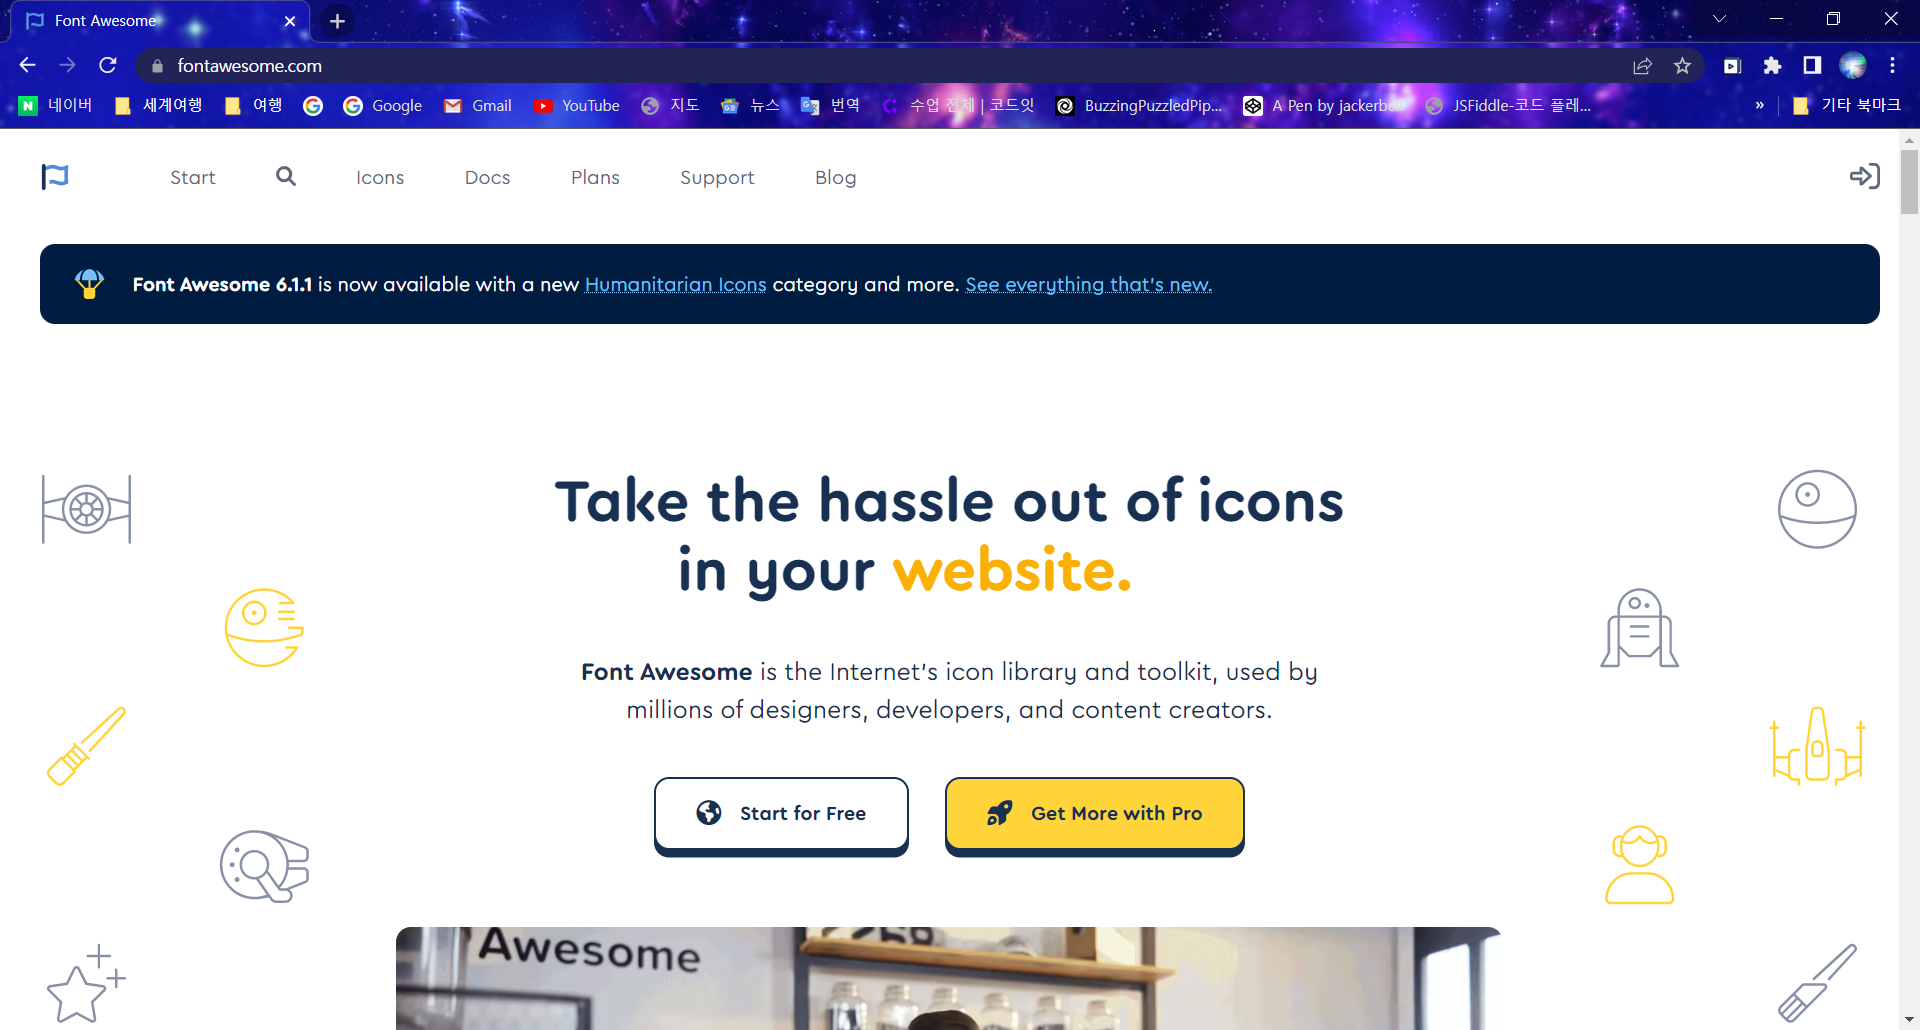 Font Awesome
fontawesome.com
네이버 세계여행 여행 Google Gmail YouTube 지도 뉴스 번역 수업 전체 | 코드잇 BuzzingPuzzledPip... A Pen by jackerbell JSFiddle-코드 플레... » 기타 북마크
Start Icons Docs Plans Support Blog
Font Awesome 6.1.1 is now available with a new Humanitarian Icons category and more. See everything that's new.
Take the hassle out of icons
in your website.
Font Awesome is the Internet's icon library and toolkit, used by
millions of designers, developers, and content creators.
Start for Free Get More with Pro
Awesome